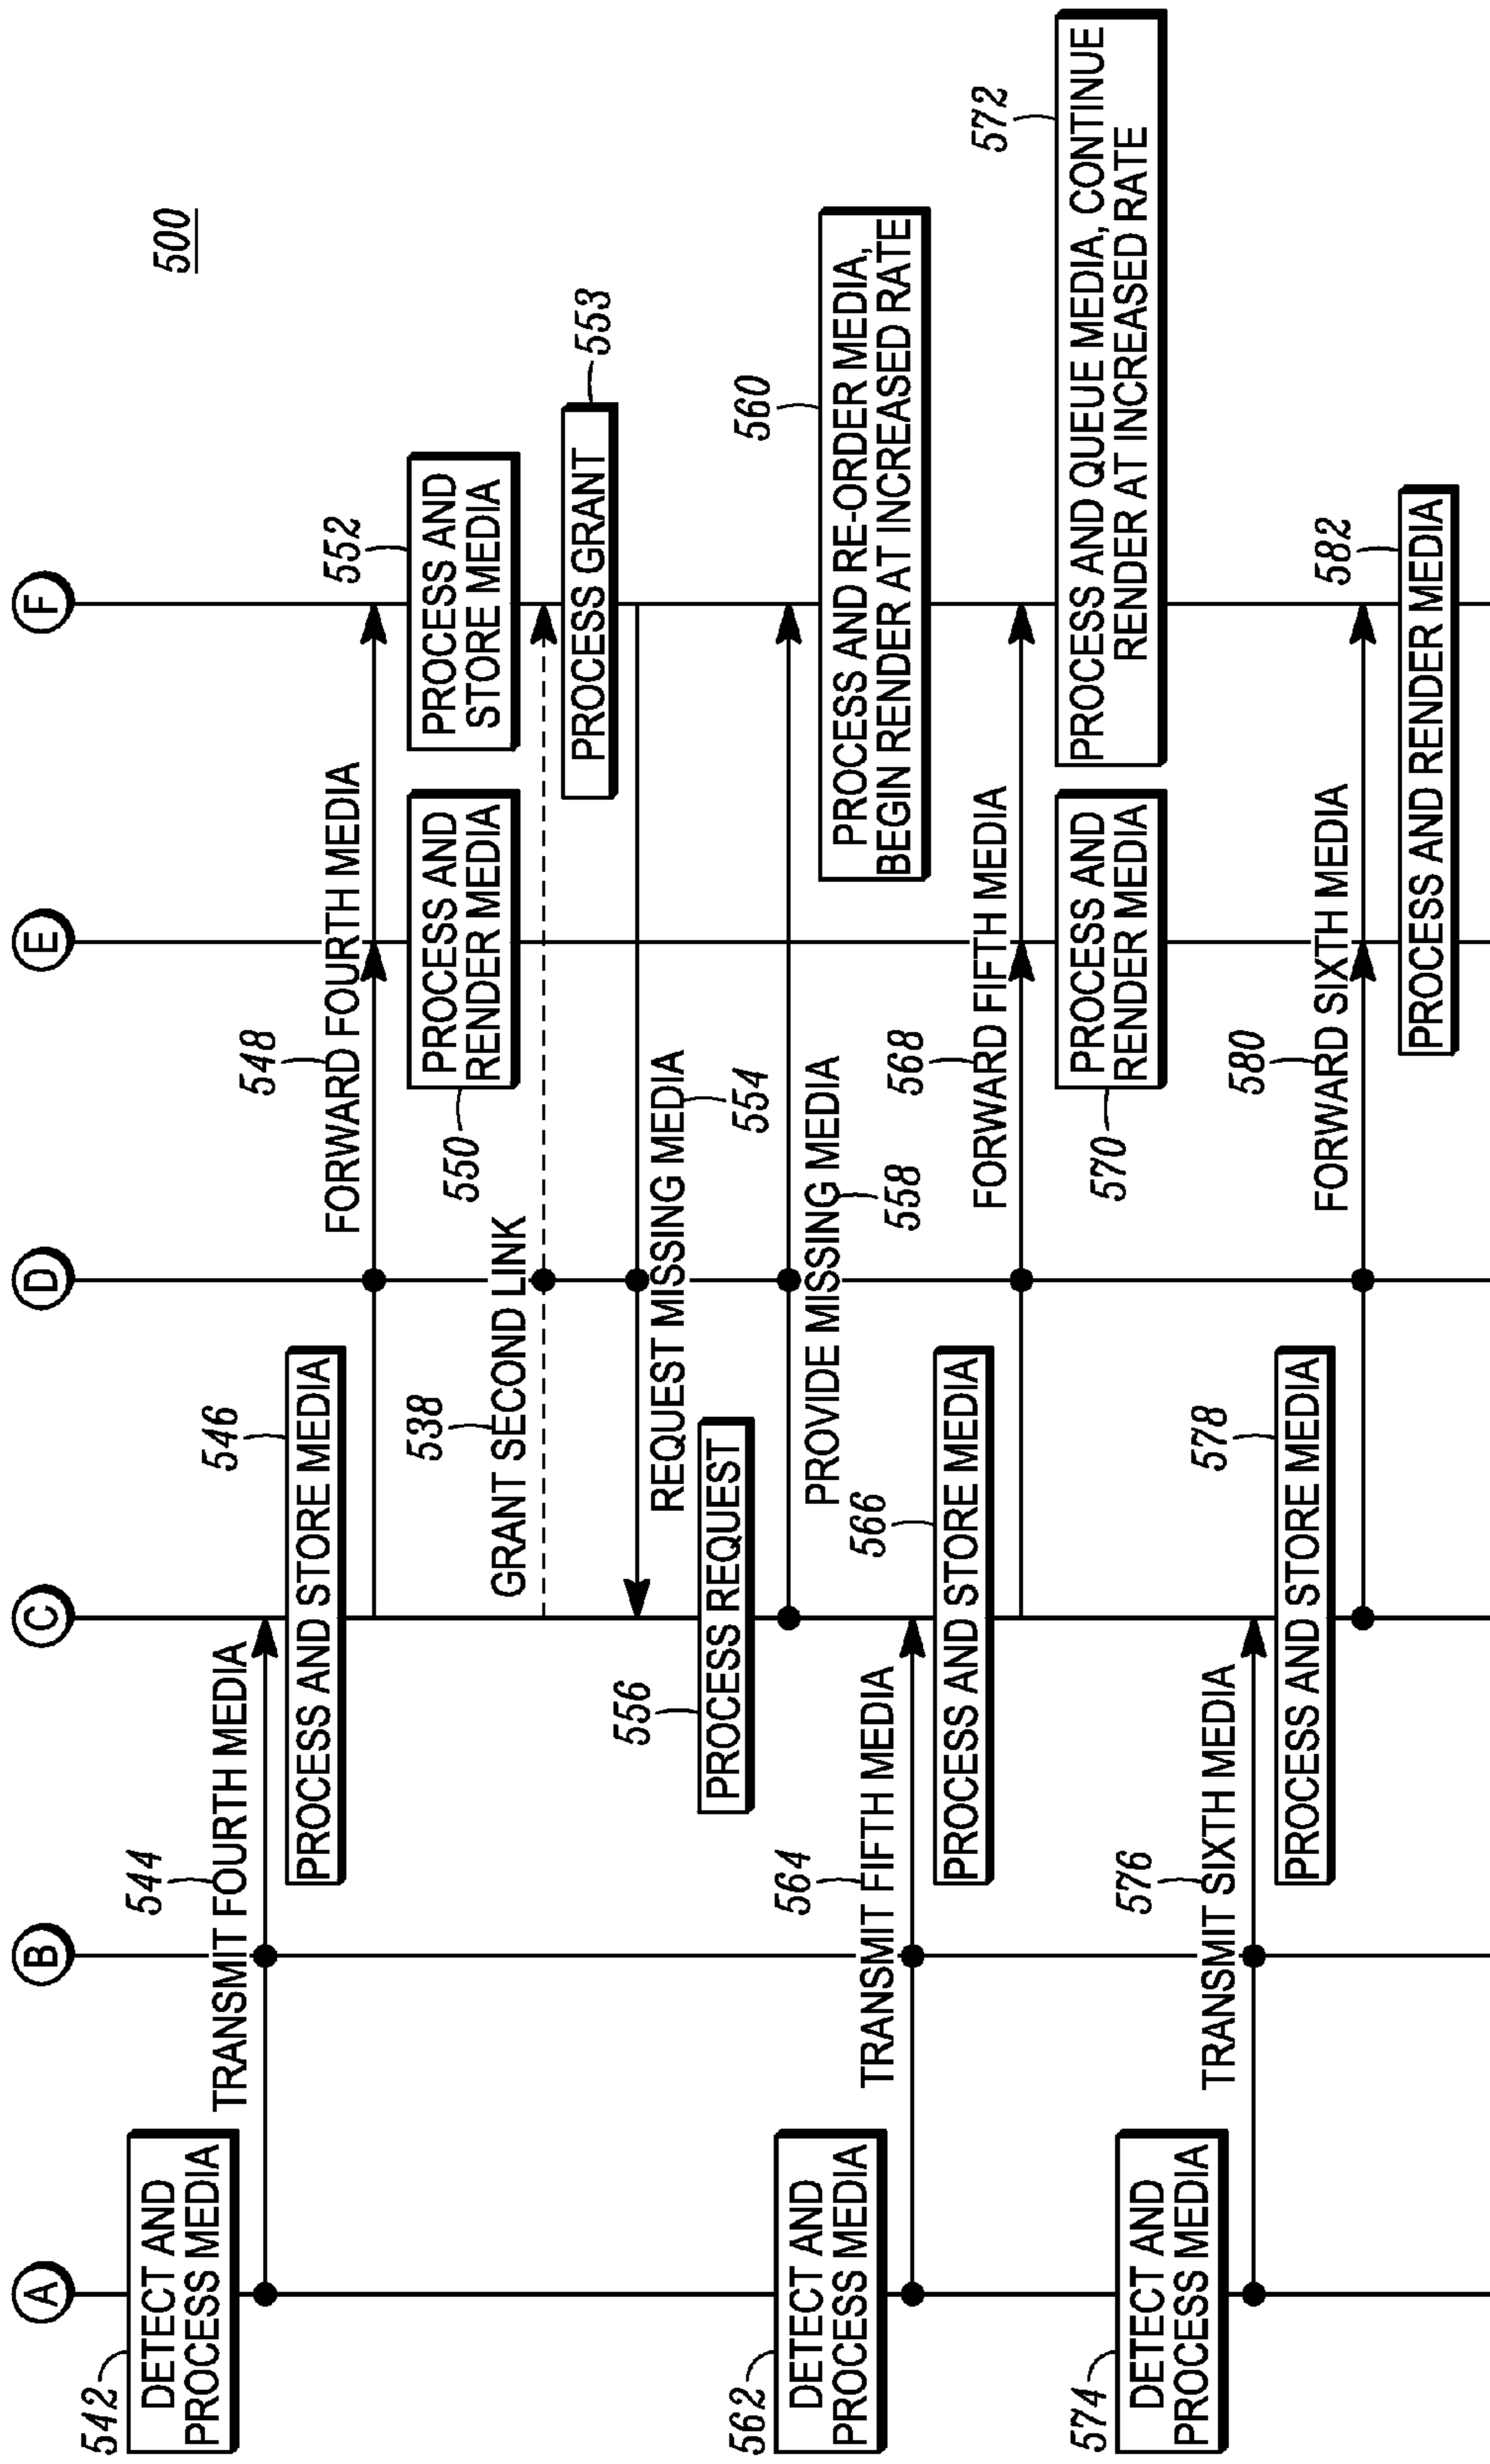 500
A
B
C
D
E
F
542
DETECT AND
PROCESS MEDIA
544
TRANSMIT FOURTH MEDIA
546
PROCESS AND STORE MEDIA
548
FORWARD FOURTH MEDIA
550
PROCESS AND
RENDER MEDIA
552
PROCESS AND
STORE MEDIA
538
GRANT SECOND LINK
553
PROCESS GRANT
REQUEST MISSING MEDIA
554
556
PROCESS REQUEST
PROVIDE MISSING MEDIA
558
560
PROCESS AND RE-ORDER MEDIA,
BEGIN RENDER AT INCREASED RATE
562
DETECT AND
PROCESS MEDIA
564
TRANSMIT FIFTH MEDIA
566
PROCESS AND STORE MEDIA
568
FORWARD FIFTH MEDIA
570
PROCESS AND
RENDER MEDIA
572
PROCESS AND QUEUE MEDIA, CONTINUE
RENDER AT INCREASED RATE
574
DETECT AND
PROCESS MEDIA
576
TRANSMIT SIXTH MEDIA
578
PROCESS AND STORE MEDIA
580
FORWARD SIXTH MEDIA
582
PROCESS AND RENDER MEDIA